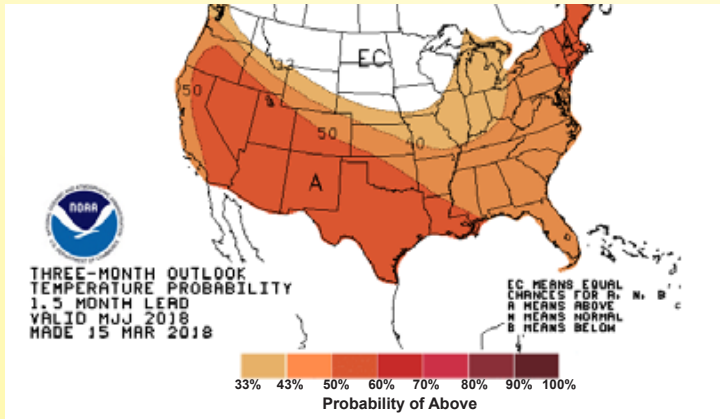 EC
33
50
50
40
A
A
NOAA
THREE-MONTH OUTLOOK
TEMPERATURE PROBABILITY
1.5 MONTH LEAD
VALID MJJ 2018
MADE 15 MAR 2018
EC MEANS EQUAL
CHANCES FOR A, N, B
A MEANS ABOVE
N MEANS NORMAL
B MEANS BELOW
33% 43% 50% 60% 70% 80% 90% 100%
Probability of Above